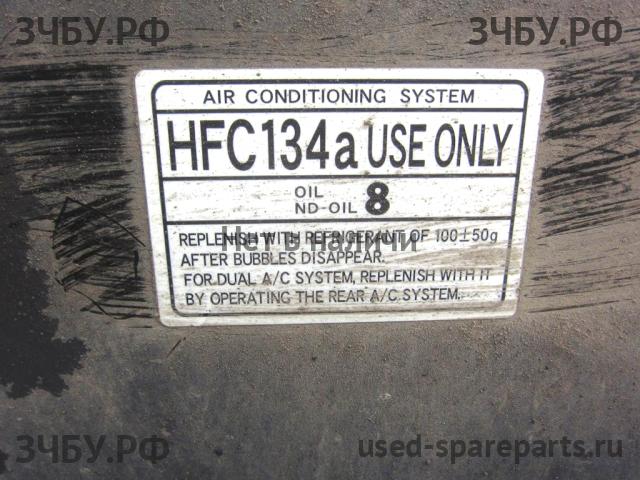 ЗЧБУ.РФ ЗЧБУ.РФ
AIR CONDITIONING SYSTEM
HFC134a USE ONLY
OIL
ND-OIL 8
REPLENISH WITH REFRIGERAUT OF 100±50g
Нет в наличии
AFTER BUBBLES DISAPPEAR.
FOR DUAL A/C SYSTEM, REPLENISH WITH IT
BY OPERATING THE REAR A/C SYSTEM.
ЗЧБУ.РФ used-spareparts.ru